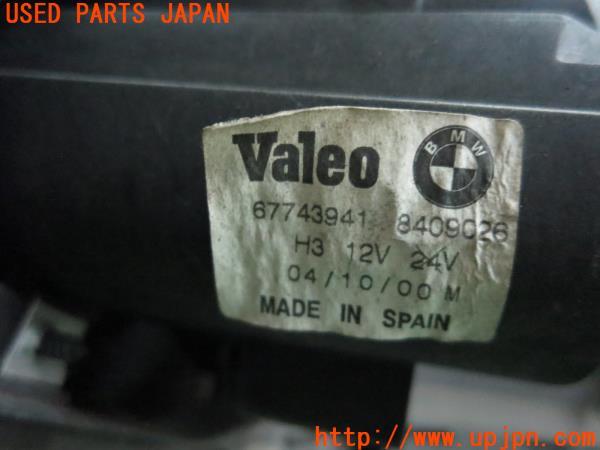 USED PARTS JAPAN
Valeo BMW
67743941 8409026
H3 12V 24V
04/10/00 M
MADE IN SPAIN
http://www.upjpn.com